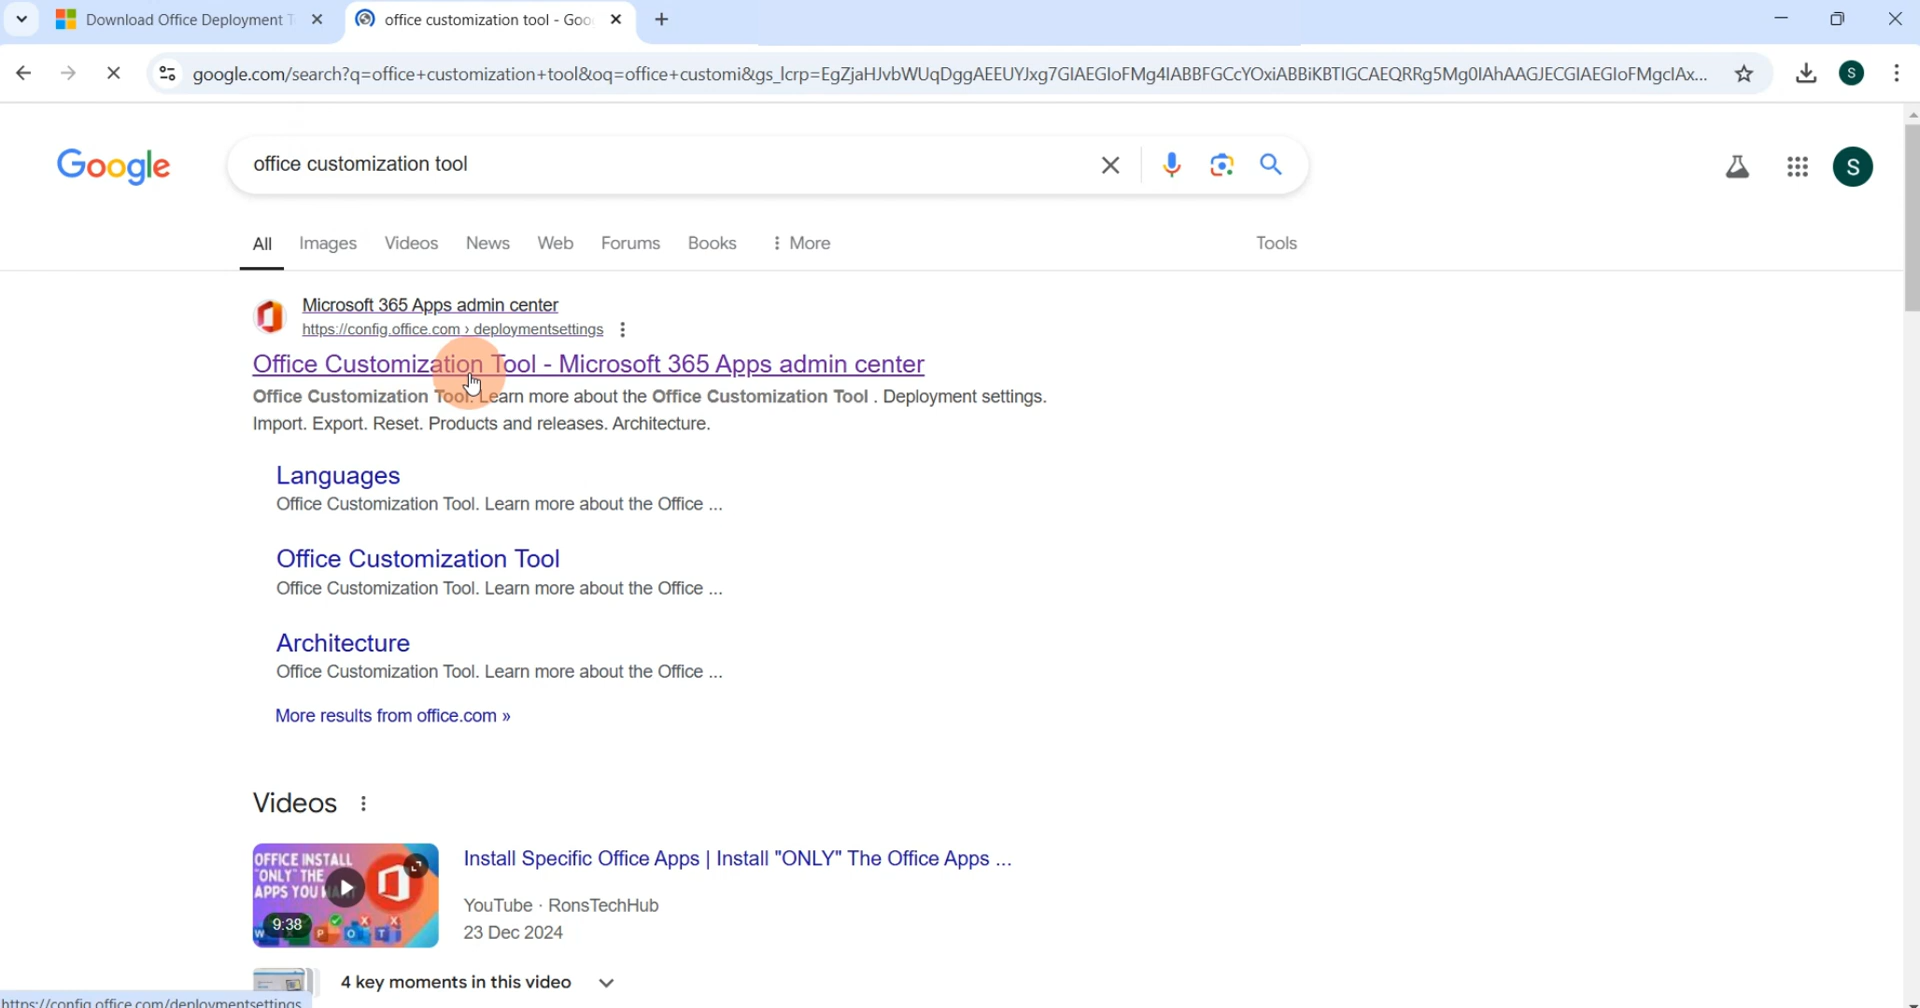 Download Office Deployment T
office customization tool - Goo
google.com/search?q=office+customization+tool&oq=office+customi&gs_lcrp=EgZjaHJvbWUqDggAEEUYJxg7GIAEGIoFMg4IABBFGCcYOxiABBiKBTIGCAEQRRg5Mg0IAhAAGJECGIAEGIoFMgcIAx...
S
Google
office customization tool
S
All Images Videos News Web Forums Books More Tools
Microsoft 365 Apps admin center
https://config.office.com › deploymentsettings
Office Customization Tool - Microsoft 365 Apps admin center
Office Customization Tool. Learn more about the Office Customization Tool . Deployment settings.
Import. Export. Reset. Products and releases. Architecture.
Languages
Office Customization Tool. Learn more about the Office ...
Office Customization Tool
Office Customization Tool. Learn more about the Office ...
Architecture
Office Customization Tool. Learn more about the Office ...
More results from office.com »
Videos
OFFICE INSTALL
"ONLY" THE
APPS YOU
9:38
Install Specific Office Apps | Install "ONLY" The Office Apps ...
YouTube · RonsTechHub
23 Dec 2024
4 key moments in this video
https://config.office.com/deploymentsettings